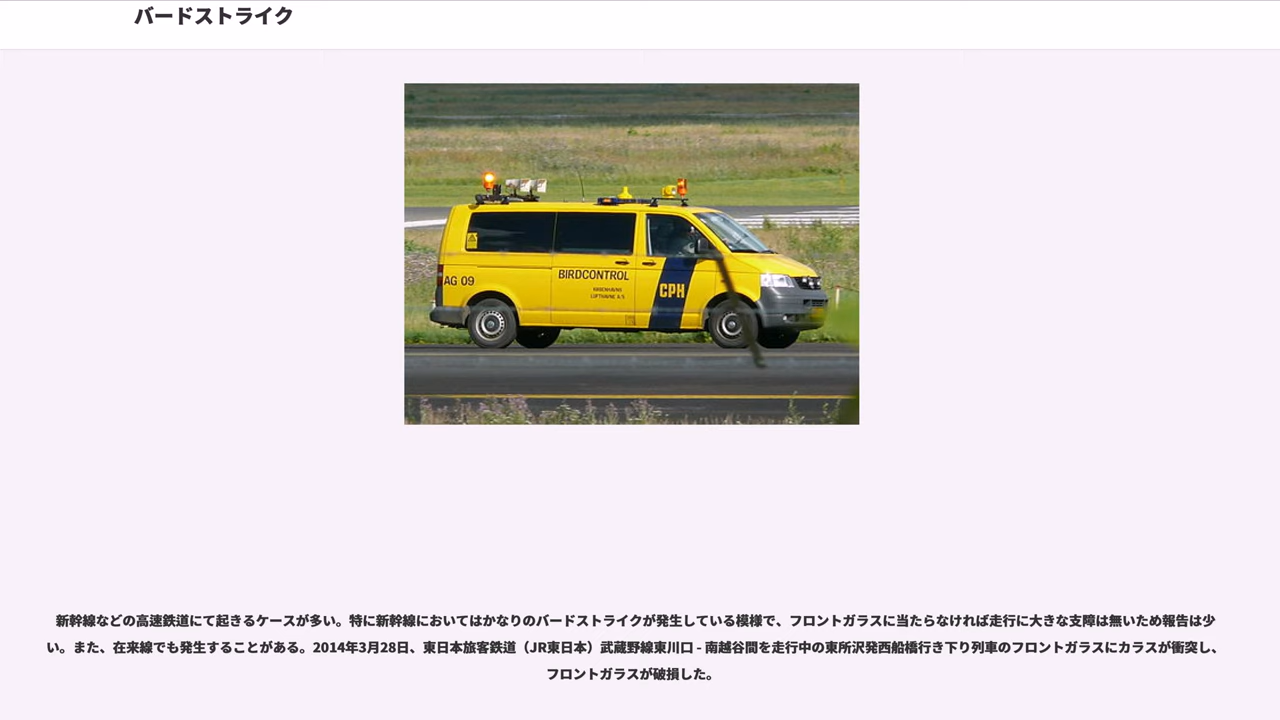 バードストライク
AG 09
BIRDCONTROL
KØBENHAVNS
LUFTHAVNE A/S
CPH
新幹線などの高速鉄道にて起きるケースが多い。特に新幹線においてはかなりのバードストライクが発生している模様で、フロントガラスに当たらなければ走行に大きな支障は無いため報告は少
い。また、在来線でも発生することがある。2014年3月28日、東日本旅客鉄道（JR東日本）武蔵野線東川口 - 南越谷間を走行中の東所沢発西船橋行き下り列車のフロントガラスにカラスが衝突し、
フロントガラスが破損した。